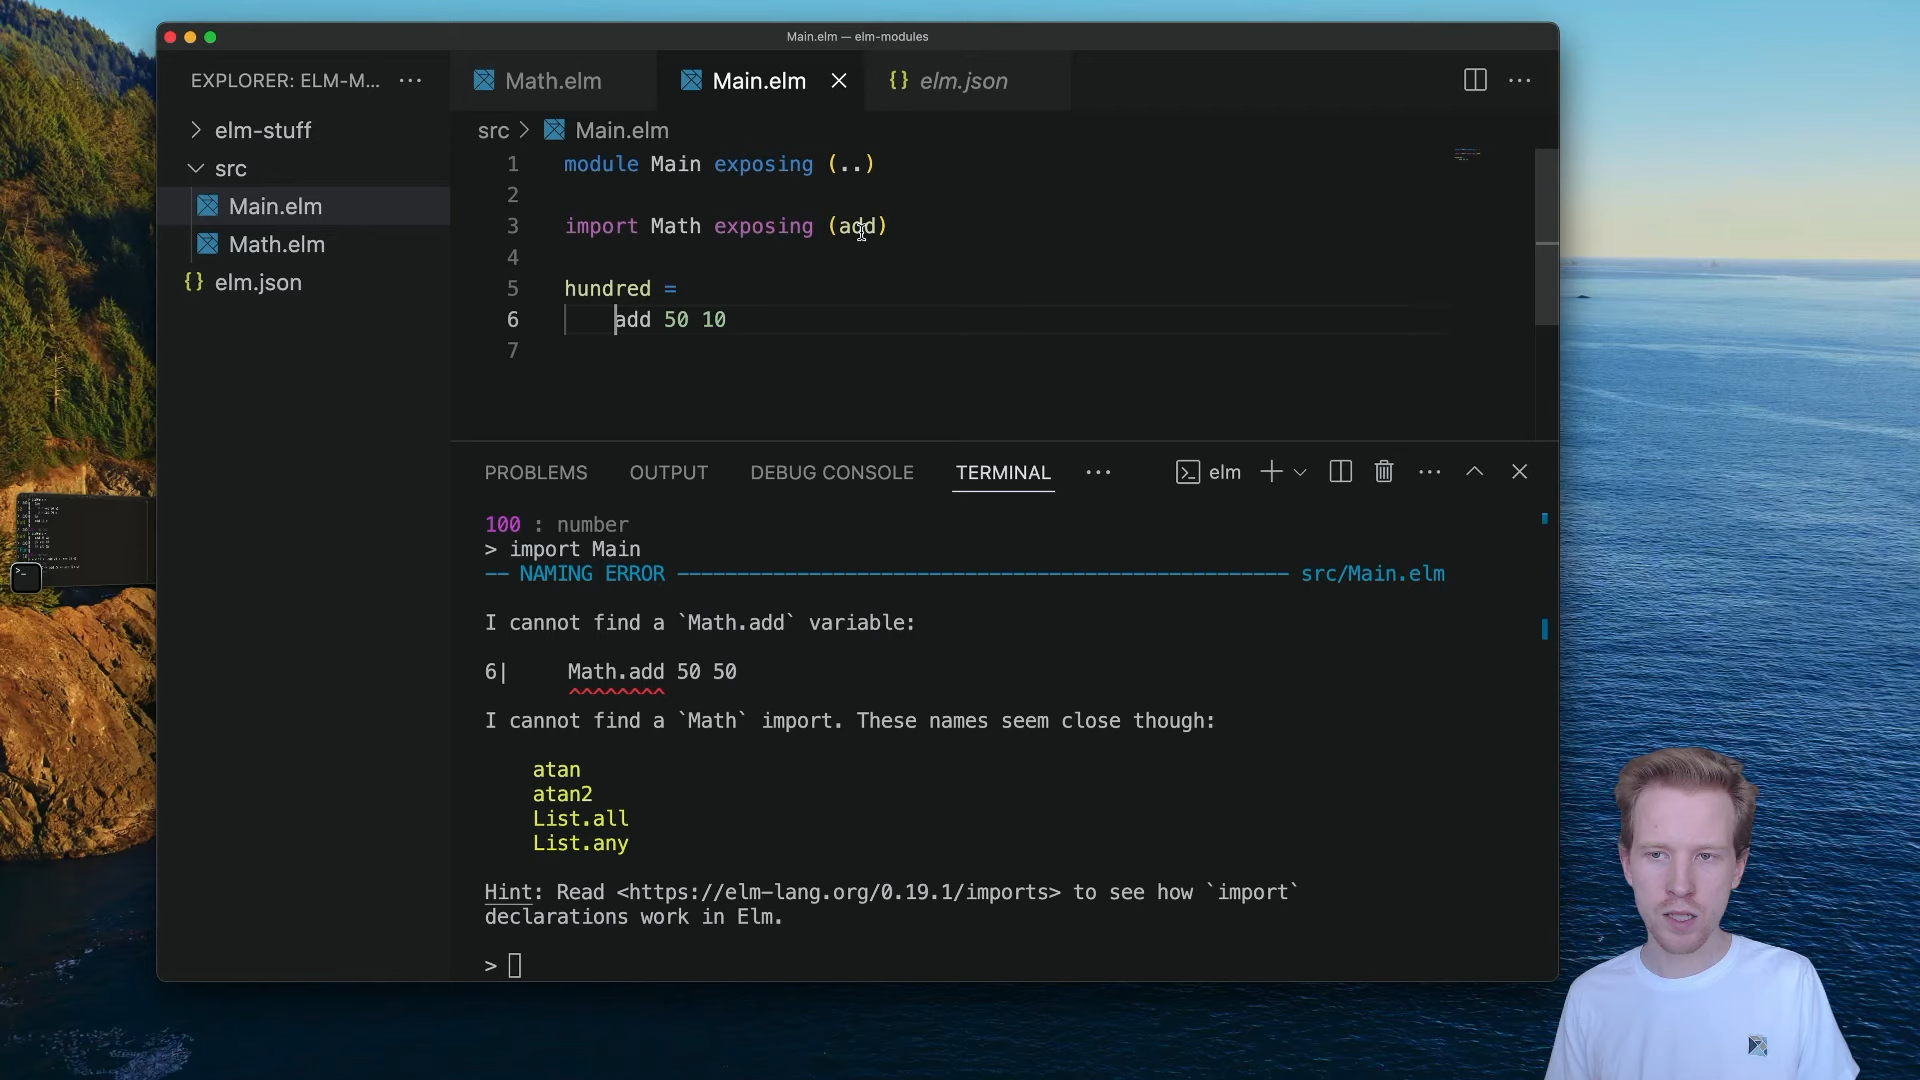 Main.elm — elm-modules
EXPLORER: ELM-M...
Math.elm
Main.elm
elm.json
elm-stuff
src
Main.elm
Math.elm
elm.json
src > Main.elm
1 module Main exposing (..)
2
3 import Math exposing (add)
4
5 hundred =
6 add 50 10
7
PROBLEMS OUTPUT DEBUG CONSOLE TERMINAL
elm
100 : number
> import Main
-- NAMING ERROR -------------------------------------------------- src/Main.elm
I cannot find a `Math.add` variable:
6| Math.add 50 50
^^^^^^^^
I cannot find a `Math` import. These names seem close though:
atan
atan2
List.all
List.any
Hint: Read <https://elm-lang.org/0.19.1/imports> to see how `import`
declarations work in Elm.
>